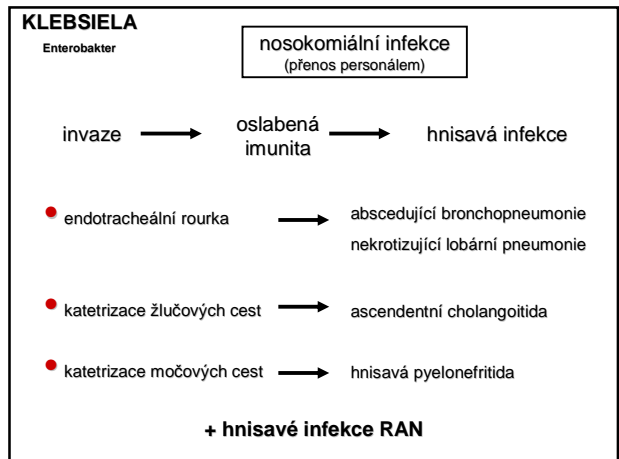 KLEBSIELA
Enterobakter
nosokomiální infekce
(přenos personálem)
invaze
oslabená
imunita
hnisavá infekce
endotracheální rourka
abscedující bronchopneumonie
nekrotizující lobární pneumonie
katetrizace žlučových cest
ascendentní cholangoitida
katetrizace močových cest
hnisavá pyelonefritida
+ hnisavé infekce RAN